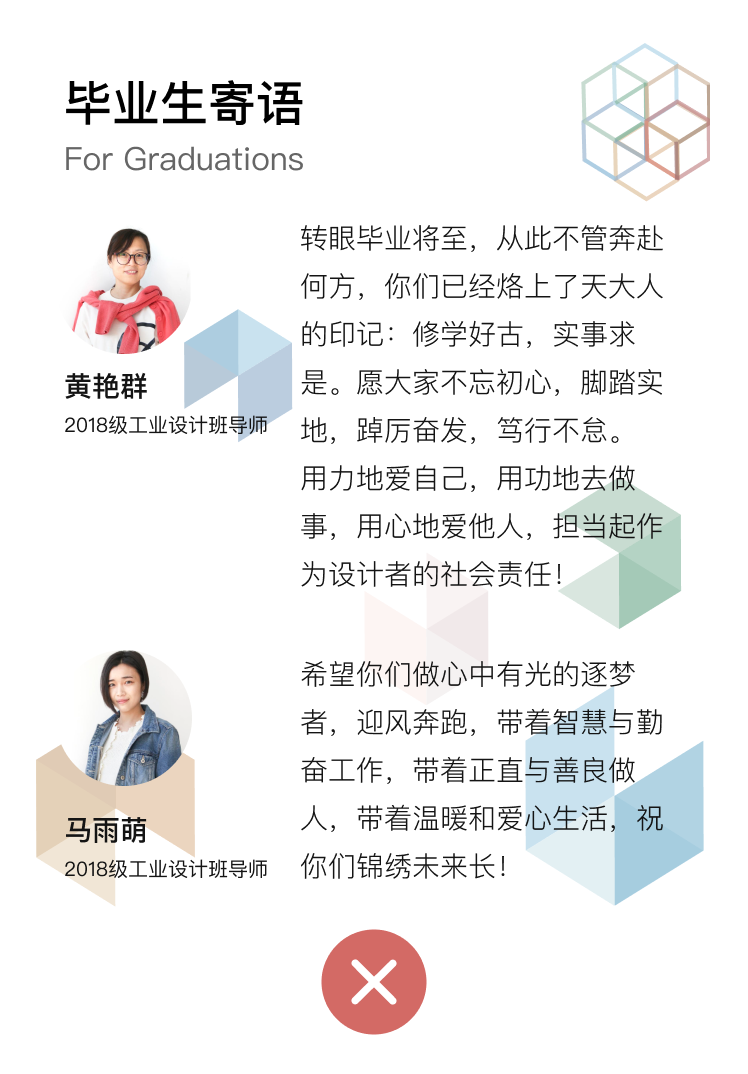 毕业生寄语
For Graduations
转眼毕业将至，从此不管奔赴
何方，你们已经烙上了天大人
的印记：修学好古，实事求
是。愿大家不忘初心，脚踏实
地，踔厉奋发，笃行不怠。
用力地爱自己，用功地去做
事，用心地爱他人，担当起作
为设计者的社会责任！
黄艳群
2018级工业设计班导师
希望你们做心中有光的逐梦
者，迎风奔跑，带着智慧与勤
奋工作，带着正直与善良做
人，带着温暖和爱心生活，祝
你们锦绣未来长！
马雨萌
2018级工业设计班导师